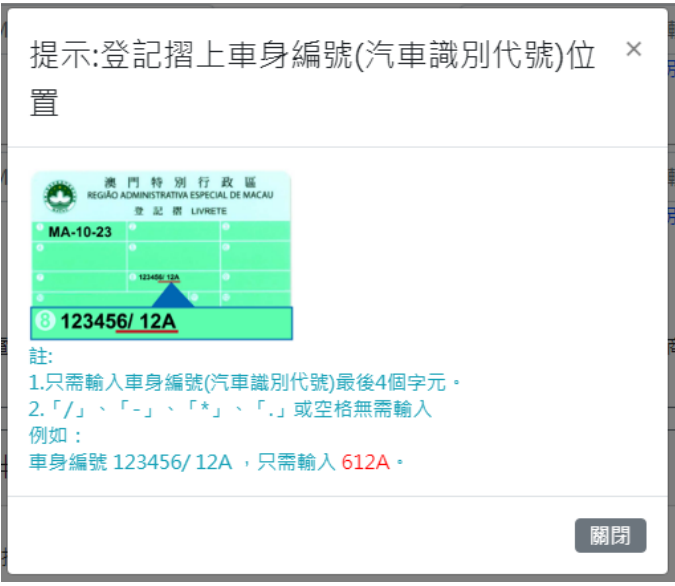 提示:登記摺上車身編號(汽車識別代號)位
置
×
澳門特別行政區
REGIÃO ADMINISTRATIVA ESPECIAL DE MACAU
登記摺 LIVRETE
MA-10-23
123456/ 12A
8 123456/ 12A
註:
1.只需輸入車身編號(汽車識別代號)最後4個字元。
2.「/」、「-」、「*」、「.」或空格無需輸入
例如：
車身編號 123456/ 12A ，只需輸入 612A。
關閉